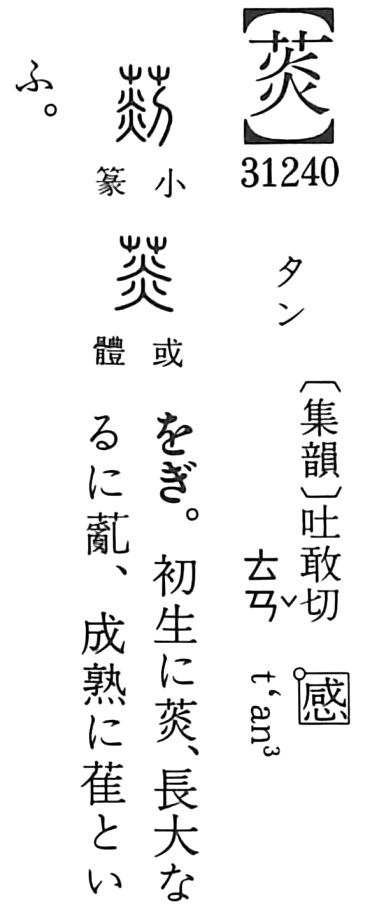 【菼】
31240
タン
〔集韻〕吐敢切 感
ㄊㄢˇ t‘an³
小篆
或體
をぎ。初生に菼、長大な
るに薍、成熟に萑とい
ふ。